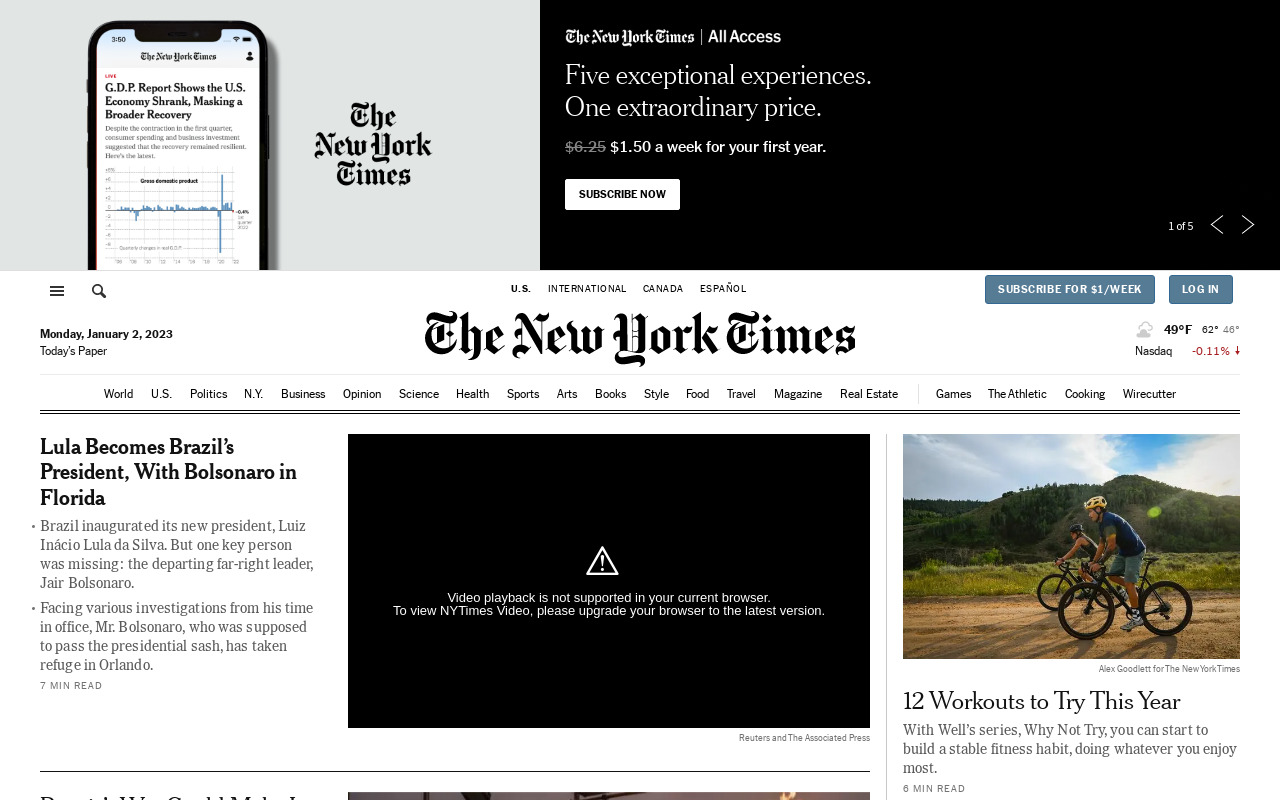 3:50
The New York Times
LIVE
G.D.P. Report Shows the U.S.
Economy Shrank, Masking a
Broader Recovery
Despite the contraction in the first quarter,
consumer spending and business investment
suggested that the recovery remained resilient.
Here's the latest.
Gross domestic product
-0.4%
1st
quarter
2022
Quarterly changes in real G.D.P.
The
New York
Times
The New York Times | All Access
Five exceptional experiences.
One extraordinary price.
$6.25 $1.50 a week for your first year.
SUBSCRIBE NOW
1 of 5
U.S. INTERNATIONAL CANADA ESPAÑOL
SUBSCRIBE FOR $1/WEEK
LOG IN
Monday, January 2, 2023
Today's Paper
The New York Times
49°F 62° 46°
Nasdaq -0.11%
World U.S. Politics N.Y. Business Opinion Science Health Sports Arts Books Style Food Travel Magazine Real Estate Games The Athletic Cooking Wirecutter
Lula Becomes Brazil's
President, With Bolsonaro in
Florida
• Brazil inaugurated its new president, Luiz
Inácio Lula da Silva. But one key person
was missing: the departing far-right leader,
Jair Bolsonaro.
• Facing various investigations from his time
in office, Mr. Bolsonaro, who was supposed
to pass the presidential sash, has taken
refuge in Orlando.
7 MIN READ
Video playback is not supported in your current browser.
To view NYTimes Video, please upgrade your browser to the latest version.
Reuters and The Associated Press
Alex Goodlett for The New York Times
12 Workouts to Try This Year
With Well's series, Why Not Try, you can start to
build a stable fitness habit, doing whatever you enjoy
most.
6 MIN READ